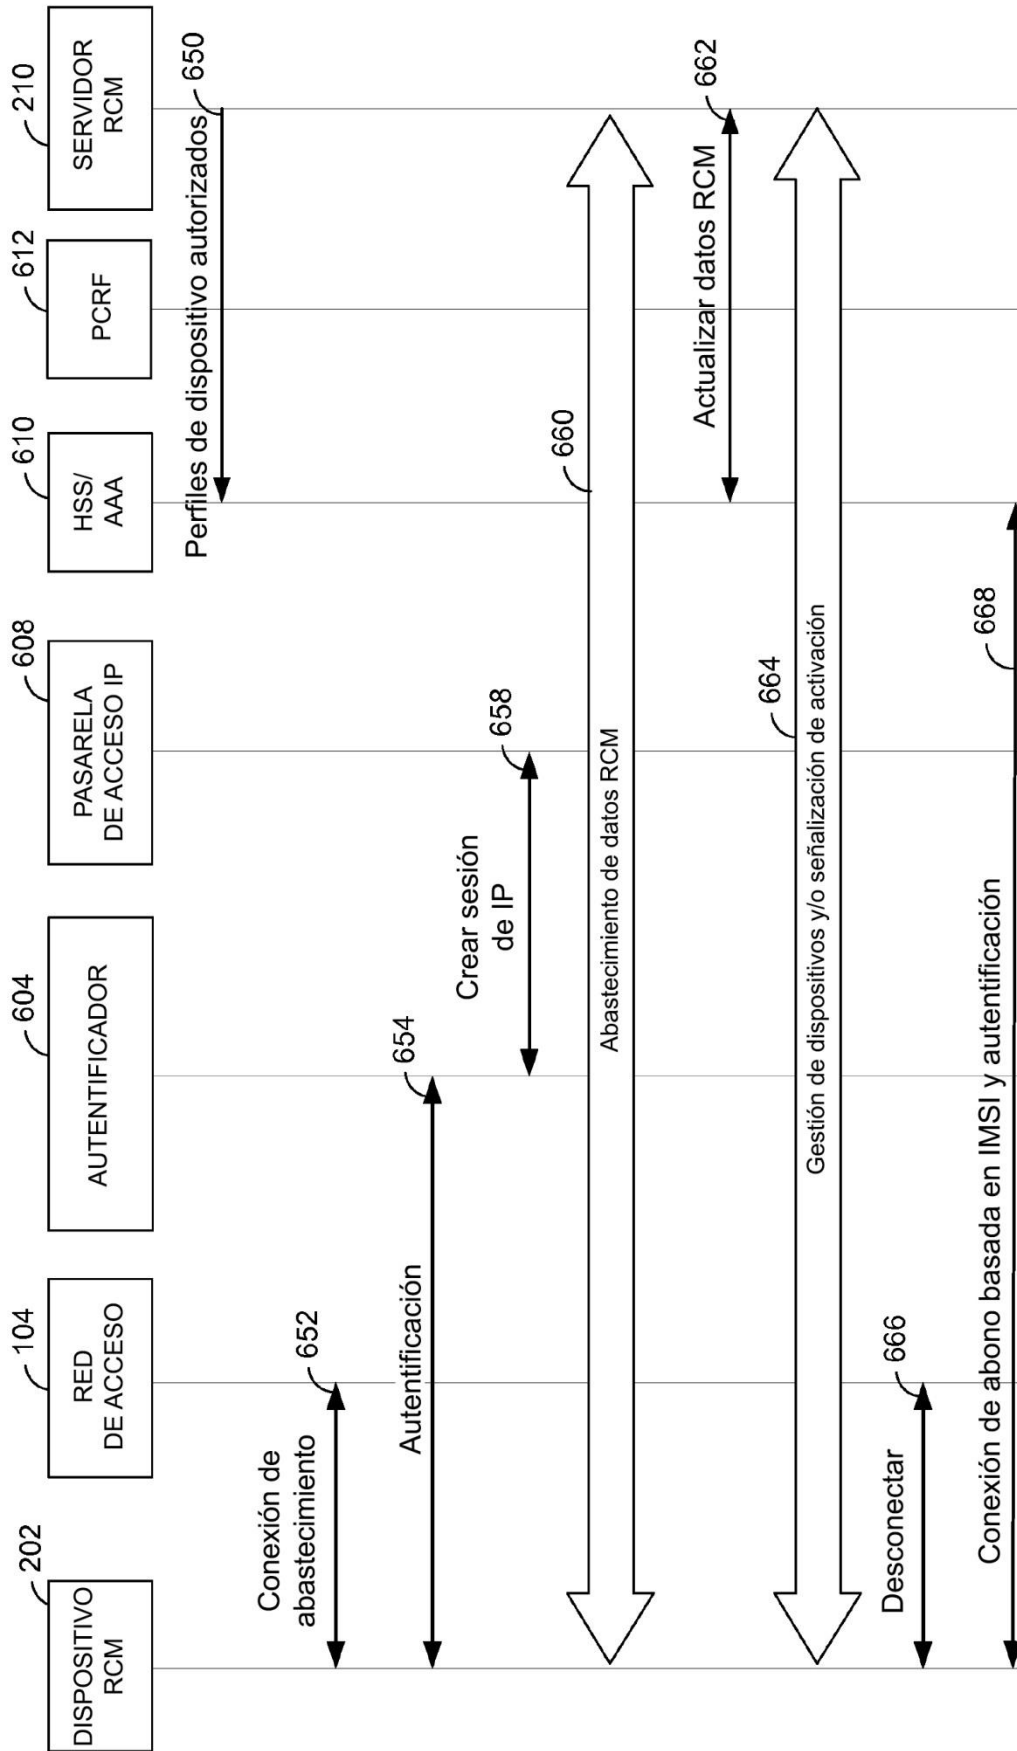 202
DISPOSITIVO
RCM
104
RED
DE ACCESO
604
AUTENTIFICADOR
608
PASARELA
DE ACCESO IP
610
HSS/
AAA
612
PCRF
210
SERVIDOR
RCM
650
Perfiles de dispositivo autorizados
Conexión de
abastecimiento
652
Autentificación
654
Crear sesión
de IP
658
660
Abastecimiento de datos RCM
662
Actualizar datos RCM
664
Gestión de dispositivos y/o señalización de activación
Desconectar
666
Conexión de abono basada en IMSI y autentificación
668